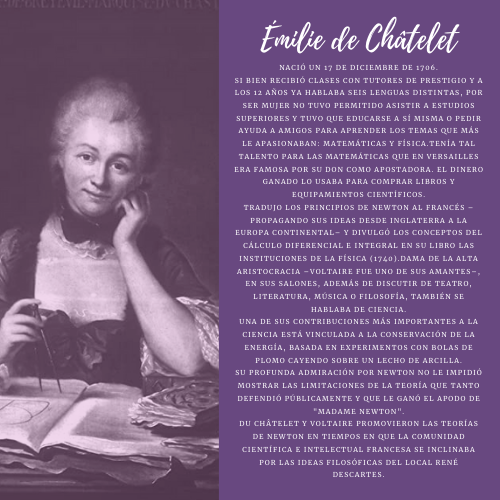 Émilie de Châtelet
NACIÓ UN 17 DE DICIEMBRE DE 1706.
SI BIEN RECIBIÓ CLASES CON TUTORES DE PRESTIGIO Y A
LOS 12 AÑOS YA HABLABA SEIS LENGUAS DISTINTAS, POR
SER MUJER NO TUVO PERMITIDO ASISTIR A ESTUDIOS
SUPERIORES Y TUVO QUE EDUCARSE A SÍ MISMA O PEDIR
AYUDA A AMIGOS PARA APRENDER LOS TEMAS QUE MÁS
LE APASIONABAN: MATEMÁTICAS Y FÍSICA.TENÍA TAL
TALENTO PARA LAS MATEMÁTICAS QUE EN VERSAILLES
ERA FAMOSA POR SU DON COMO APOSTADORA. EL DINERO
GANADO LO USABA PARA COMPRAR LIBROS Y
EQUIPAMIENTOS CIENTÍFICOS.
TRADUJO LOS PRINCIPIOS DE NEWTON AL FRANCÉS –
PROPAGANDO SUS IDEAS DESDE INGLATERRA A LA
EUROPA CONTINENTAL– Y DIVULGÓ LOS CONCEPTOS DEL
CÁLCULO DIFERENCIAL E INTEGRAL EN SU LIBRO LAS
INSTITUCIONES DE LA FÍSICA (1740).DAMA DE LA ALTA
ARISTOCRACIA –VOLTAIRE FUE UNO DE SUS AMANTES–,
EN SUS SALONES, ADEMÁS DE DISCUTIR DE TEATRO,
LITERATURA, MÚSICA O FILOSOFÍA, TAMBIÉN SE
HABLABA DE CIENCIA.
UNA DE SUS CONTRIBUCIONES MÁS IMPORTANTES A LA
CIENCIA ESTÁ VINCULADA A LA CONSERVACIÓN DE LA
ENERGÍA, BASADA EN EXPERIMENTOS CON BOLAS DE
PLOMO CAYENDO SOBRE UN LECHO DE ARCILLA.
SU PROFUNDA ADMIRACIÓN POR NEWTON NO LE IMPIDIÓ
MOSTRAR LAS LIMITACIONES DE LA TEORÍA QUE TANTO
DEFENDIÓ PÚBLICAMENTE Y QUE LE GANÓ EL APODO DE
"MADAME NEWTON".
DU CHÂTELET Y VOLTAIRE PROMOVIERON LAS TEORÍAS
DE NEWTON EN TIEMPOS EN QUE LA COMUNIDAD
CIENTÍFICA E INTELECTUAL FRANCESA SE INCLINABA
POR LAS IDEAS FILOSÓFICAS DEL LOCAL RENÉ
DESCARTES.